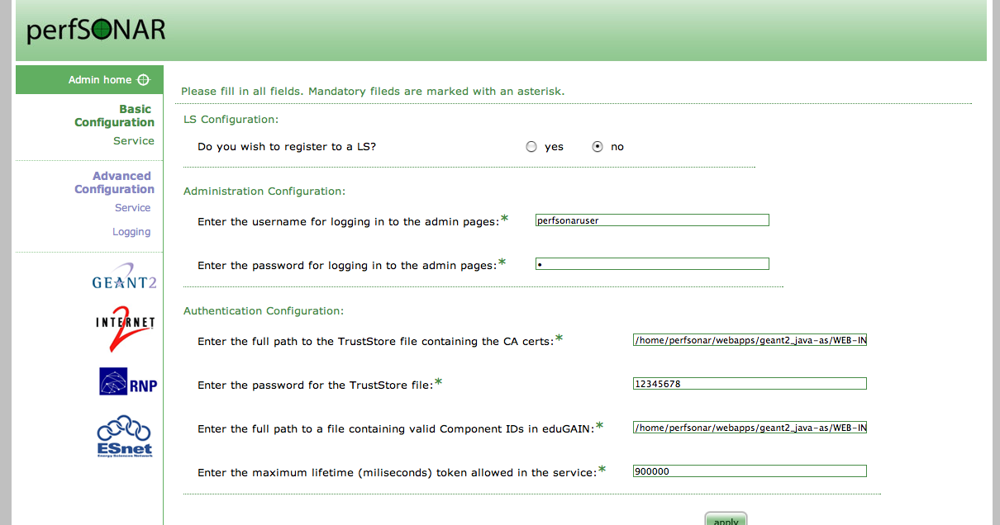 perfSONAR
Admin home
Basic
Configuration
Service
Advanced
Configuration
Service
Logging
GEANT2
INTERNET
2
RNP
ESnet
Energy Sciences Network
Please fill in all fields. Mandatory fileds are marked with an asterisk.
LS Configuration:
Do you wish to register to a LS? yes no
Administration Configuration:
Enter the username for logging in to the admin pages:* perfsonaruser
Enter the password for logging in to the admin pages:* •
Authentication Configuration:
Enter the full path to the TrustStore file containing the CA certs:* /home/perfsonar/webapps/geant2_java-as/WEB-IN
Enter the password for the TrustStore file:* 12345678
Enter the full path to a file containing valid Component IDs in eduGAIN:* /home/perfsonar/webapps/geant2_java-as/WEB-IN
Enter the maximum lifetime (miliseconds) token allowed in the service:* 900000
apply